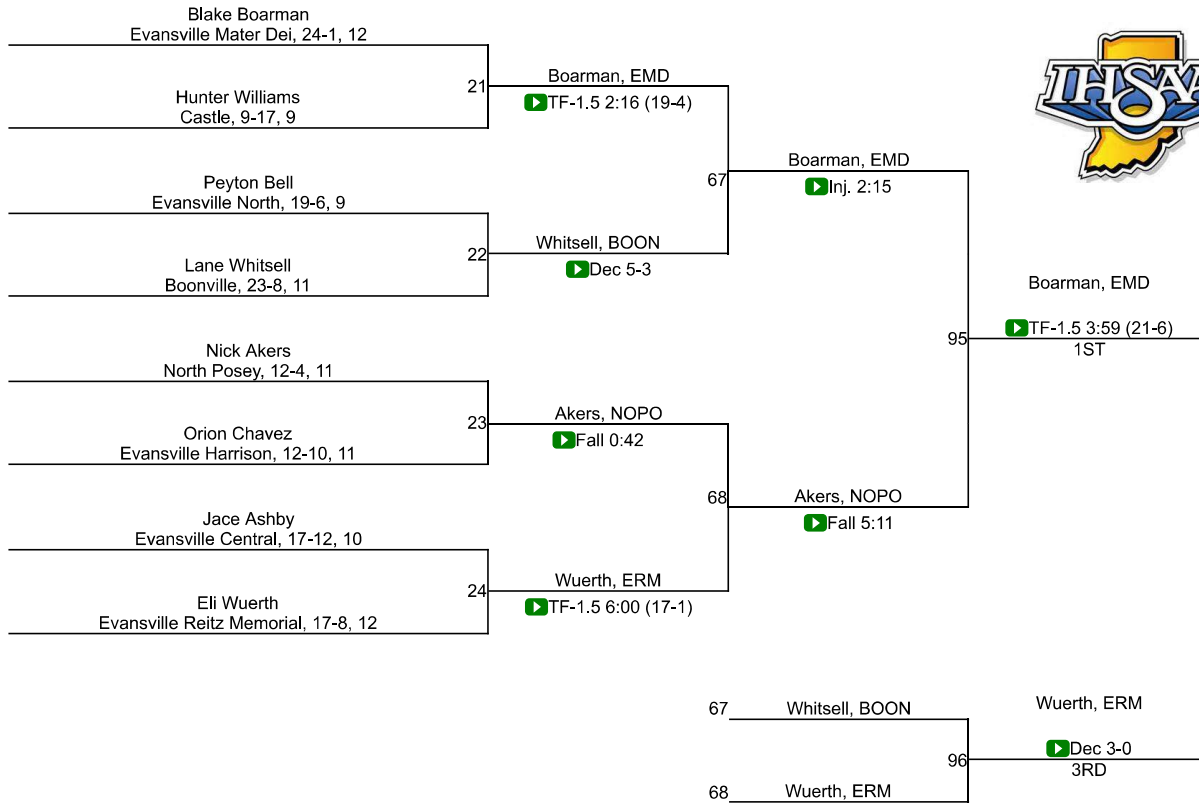 Blake Boarman
Evansville Mater Dei, 24-1, 12
21
Hunter Williams
Castle, 9-17, 9
Boarman, EMD
TF-1.5 2:16 (19-4)
Peyton Bell
Evansville North, 19-6, 9
22
Lane Whitsell
Boonville, 23-8, 11
Whitsell, BOON
Dec 5-3
67
Boarman, EMD
Inj. 2:15
Nick Akers
North Posey, 12-4, 11
23
Orion Chavez
Evansville Harrison, 12-10, 11
Akers, NOPO
Fall 0:42
Jace Ashby
Evansville Central, 17-12, 10
24
Eli Wuerth
Evansville Reitz Memorial, 17-8, 12
Wuerth, ERM
TF-1.5 6:00 (17-1)
68
Akers, NOPO
Fall 5:11
95
Boarman, EMD
TF-1.5 3:59 (21-6)
1ST
IHSAA
67 Whitsell, BOON
68 Wuerth, ERM
96
Wuerth, ERM
Dec 3-0
3RD